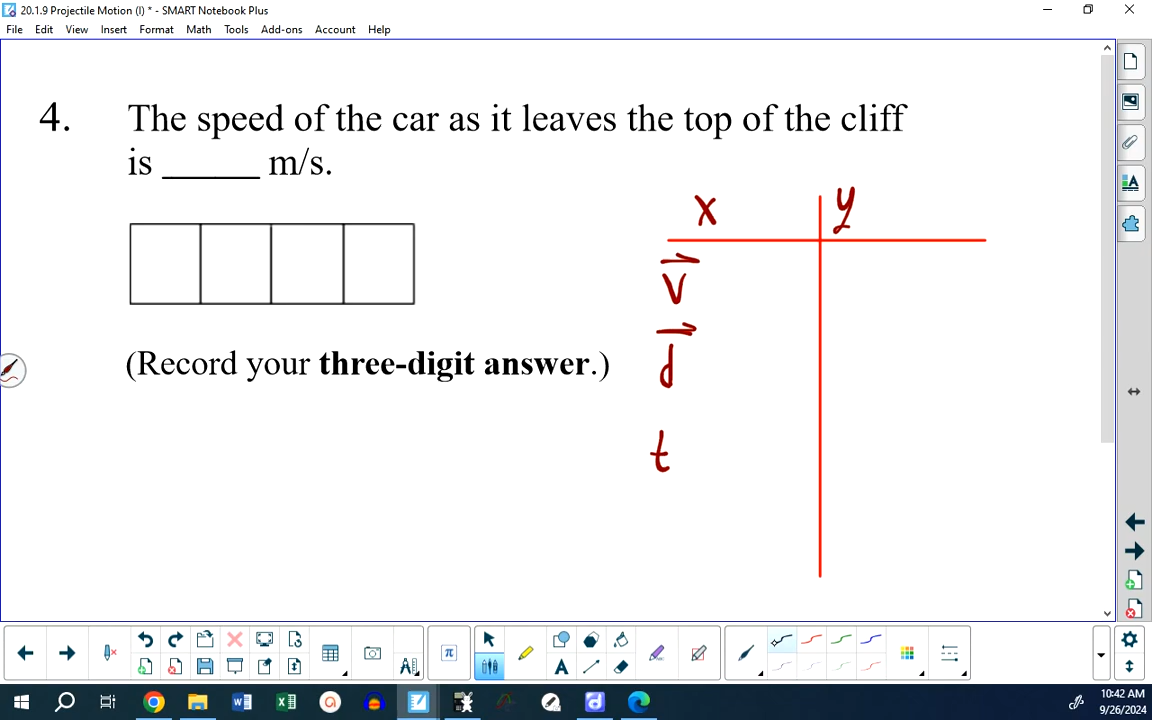 20.1.9 Projectile Motion (I) * - SMART Notebook Plus
File Edit View Insert Format Math Tools Add-ons Account Help
4. The speed of the car as it leaves the top of the cliff
is ______ m/s.
x y
v
(Record your three-digit answer.)
d
t
10:42 AM
9/26/2024